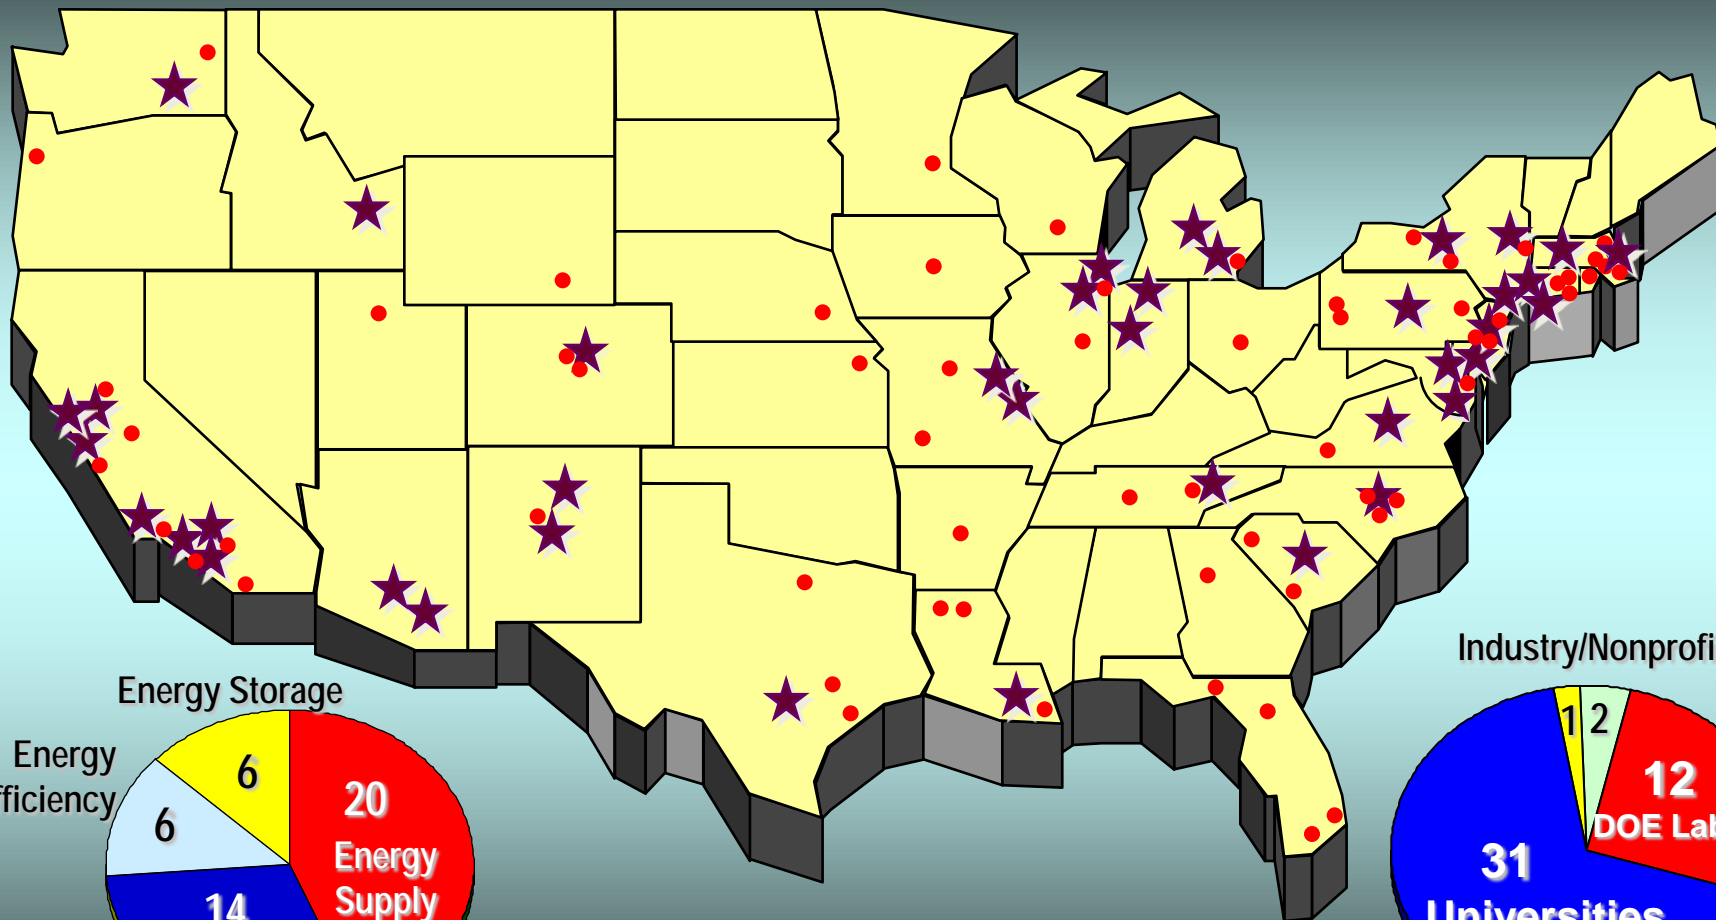 Energy Storage
Energy
fficiency
6
6
20
Energy
Supply
14
Industry/Nonprofi
1
2
12
DOE Lab
31
Universities